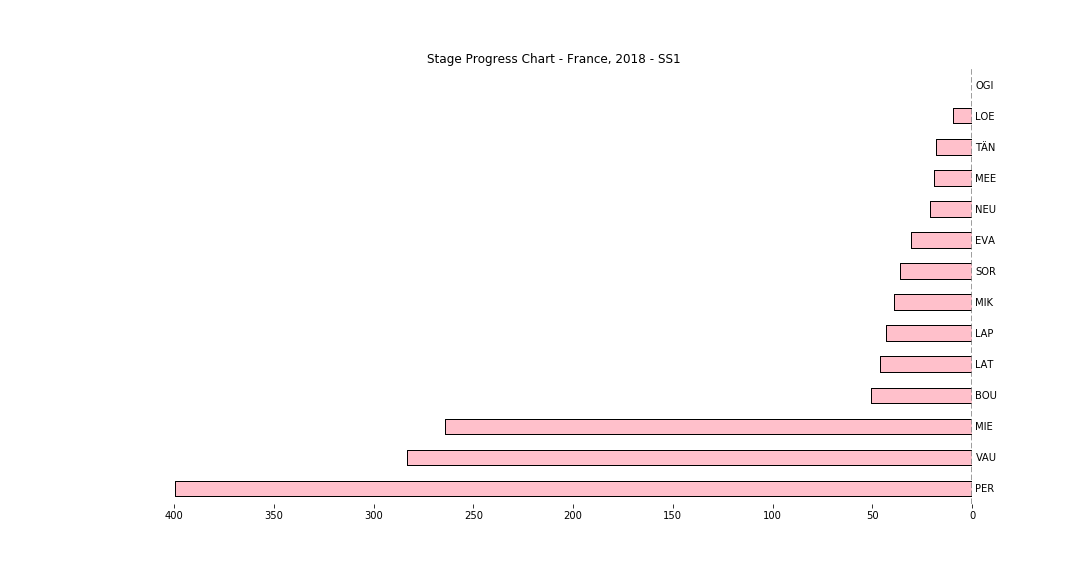 Stage Progress Chart - France, 2018 - SS1
OGI
LOE
TÄN
MEE
NEU
EVA
SOR
MIK
LAP
LAT
BOU
MIE
VAU
PER
400 350 300 250 200 150 100 50 0